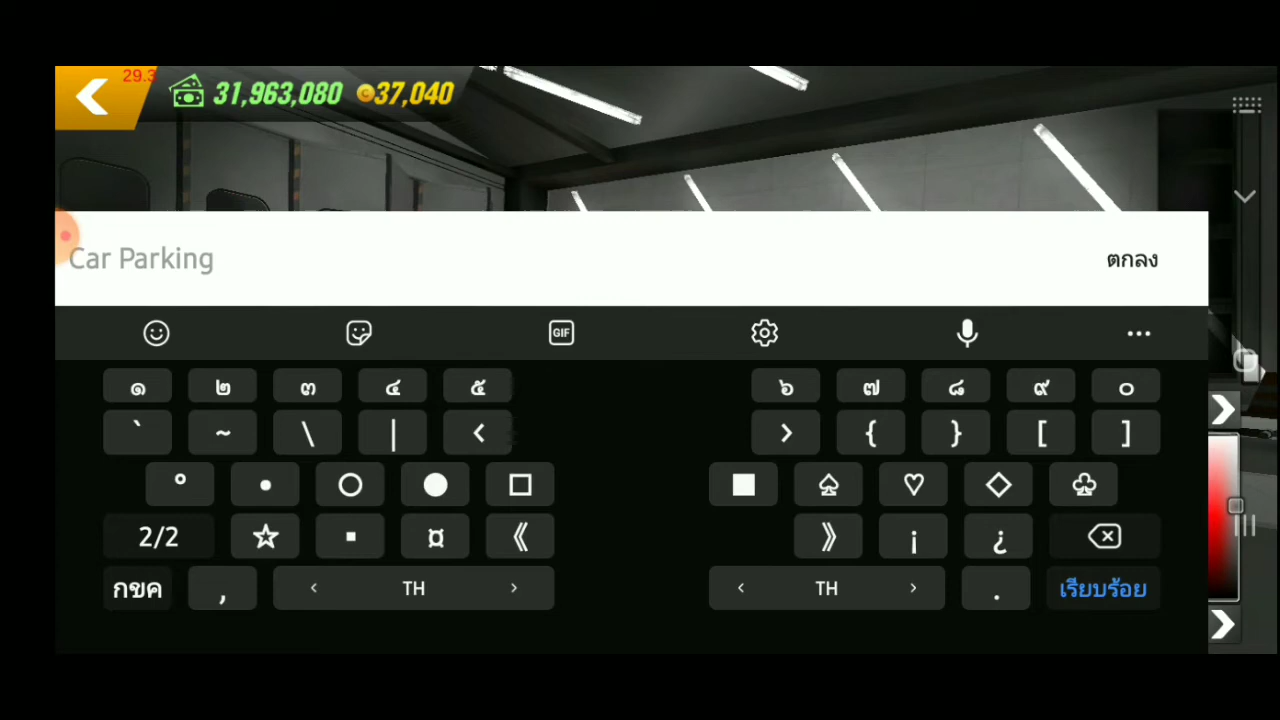 29.3
31,963,080 37,040
Car Parking ตกลง
GIF
๑ ๒ ๓ ๔ ๕ ๖ ๗ ๘ ๙ ๐
` ~ \ | < > { } [ ]
° • ○ ● □ ■ ♤ ♡ ◇ ♧
2/2 ☆ ▪ ¤ 《 》 ¡ ¿
กขค , < TH > < TH > . เรียบร้อย